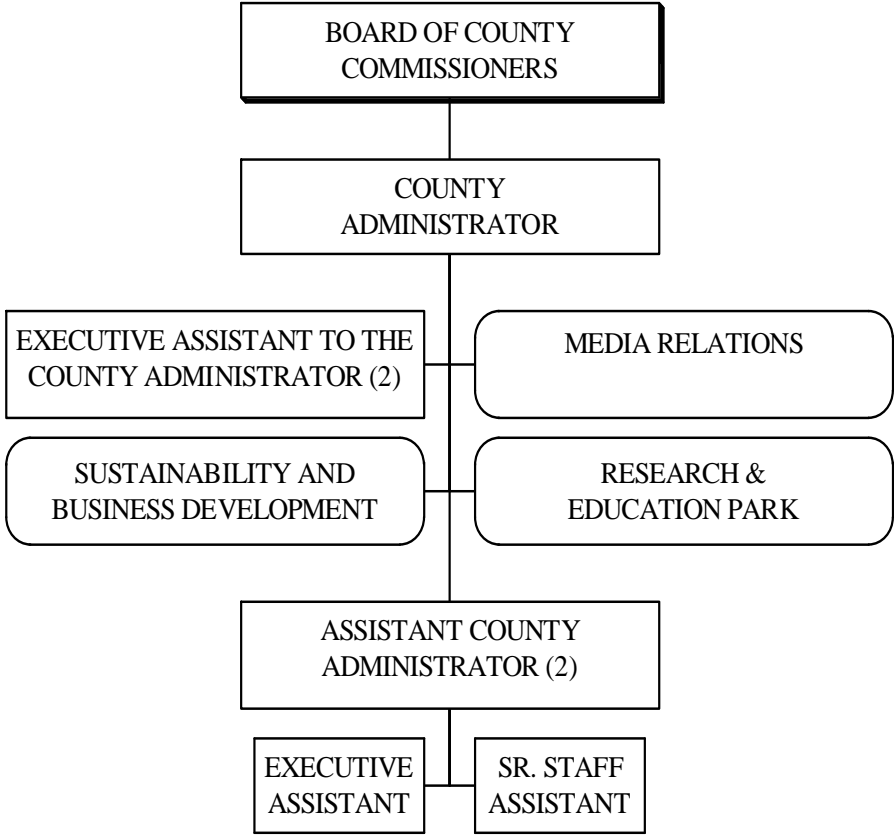 BOARD OF COUNTY
COMMISSIONERS
COUNTY
ADMINISTRATOR
EXECUTIVE ASSISTANT TO THE
COUNTY ADMINISTRATOR (2)
MEDIA RELATIONS
SUSTAINABILITY AND
BUSINESS DEVELOPMENT
RESEARCH &
EDUCATION PARK
ASSISTANT COUNTY
ADMINISTRATOR (2)
EXECUTIVE
ASSISTANT
SR. STAFF
ASSISTANT